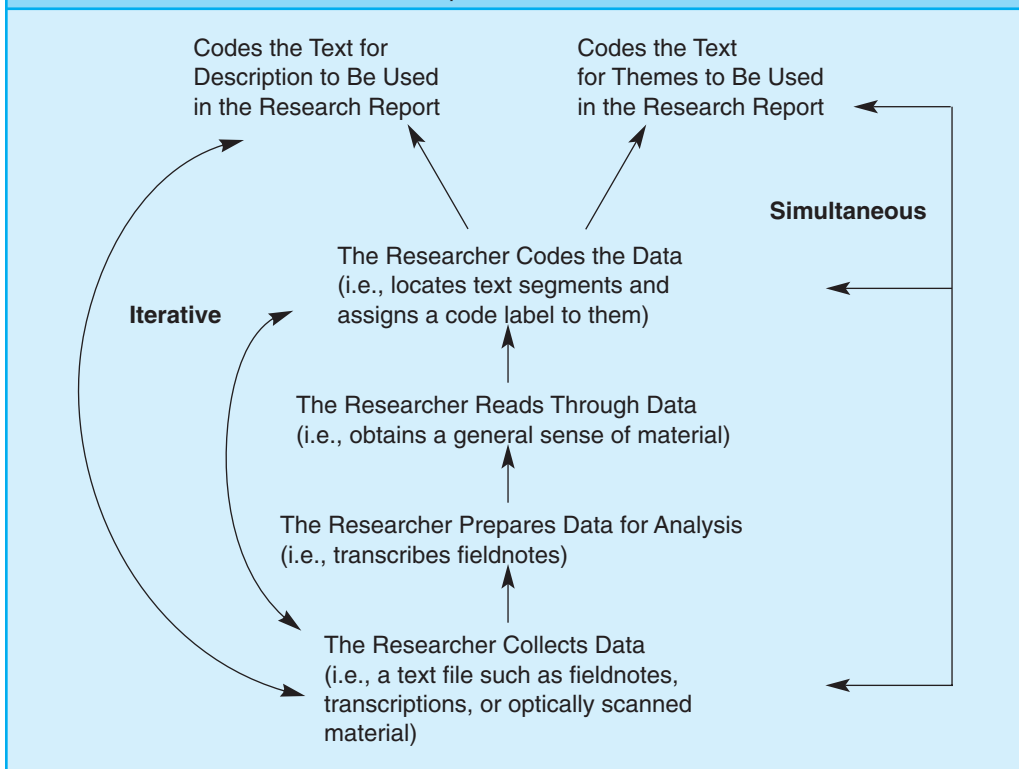 Codes the Text for
Description to Be Used
in the Research Report
Codes the Text
for Themes to Be Used
in the Research Report
Simultaneous
The Researcher Codes the Data
(i.e., locates text segments and
assigns a code label to them)
Iterative
The Researcher Reads Through Data
(i.e., obtains a general sense of material)
The Researcher Prepares Data for Analysis
(i.e., transcribes fieldnotes)
The Researcher Collects Data
(i.e., a text file such as fieldnotes,
transcriptions, or optically scanned
material)